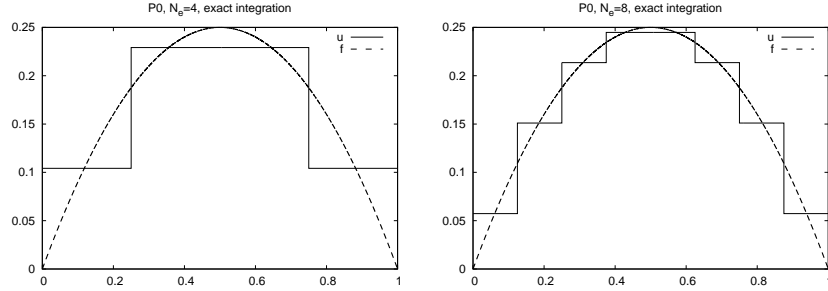 P0, N_e=4, exact integration
u
f
0.25
0.2
0.15
0.1
0.05
0
0 0.2 0.4 0.6 0.8 1
P0, N_e=8, exact integration
u
f
0.25
0.2
0.15
0.1
0.05
0
0 0.2 0.4 0.6 0.8